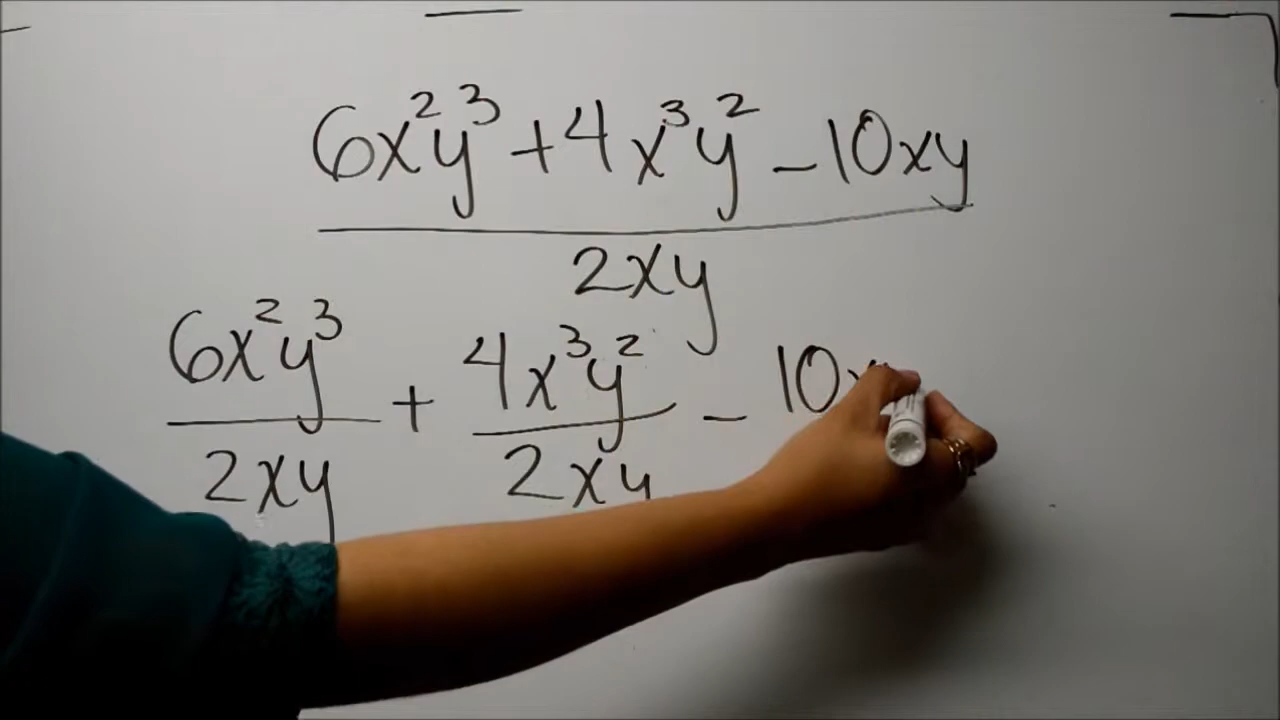 6x²y³ + 4x³y² - 10xy
2xy
6x²y³ + 4x³y² - 10x
2xy 2xy